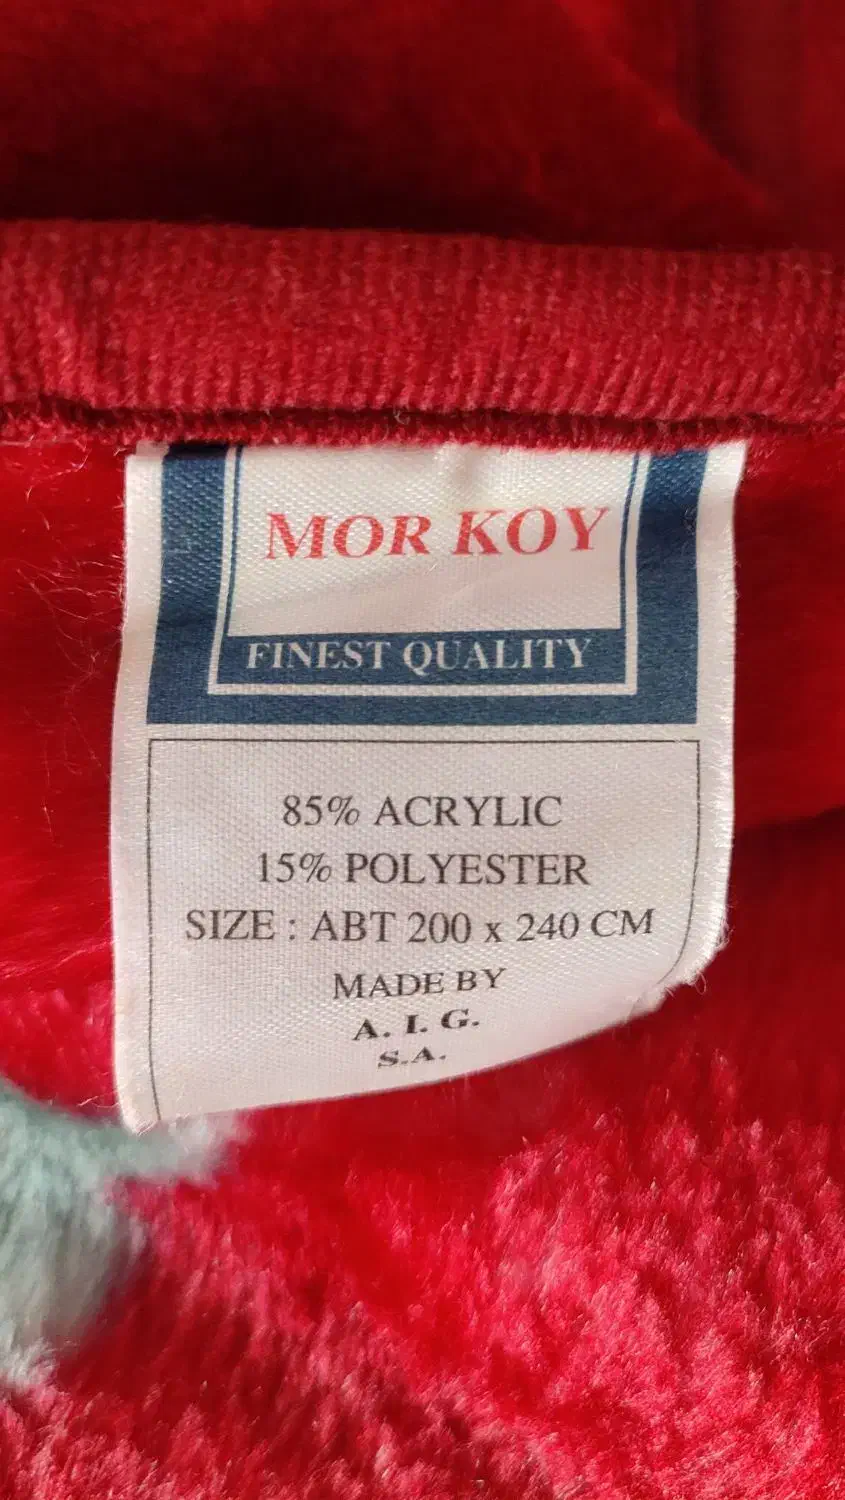 MOR KOY
FINEST QUALITY
85% ACRYLIC
15% POLYESTER
SIZE : ABT 200 x 240 CM
MADE BY
A. I. G.
S.A.